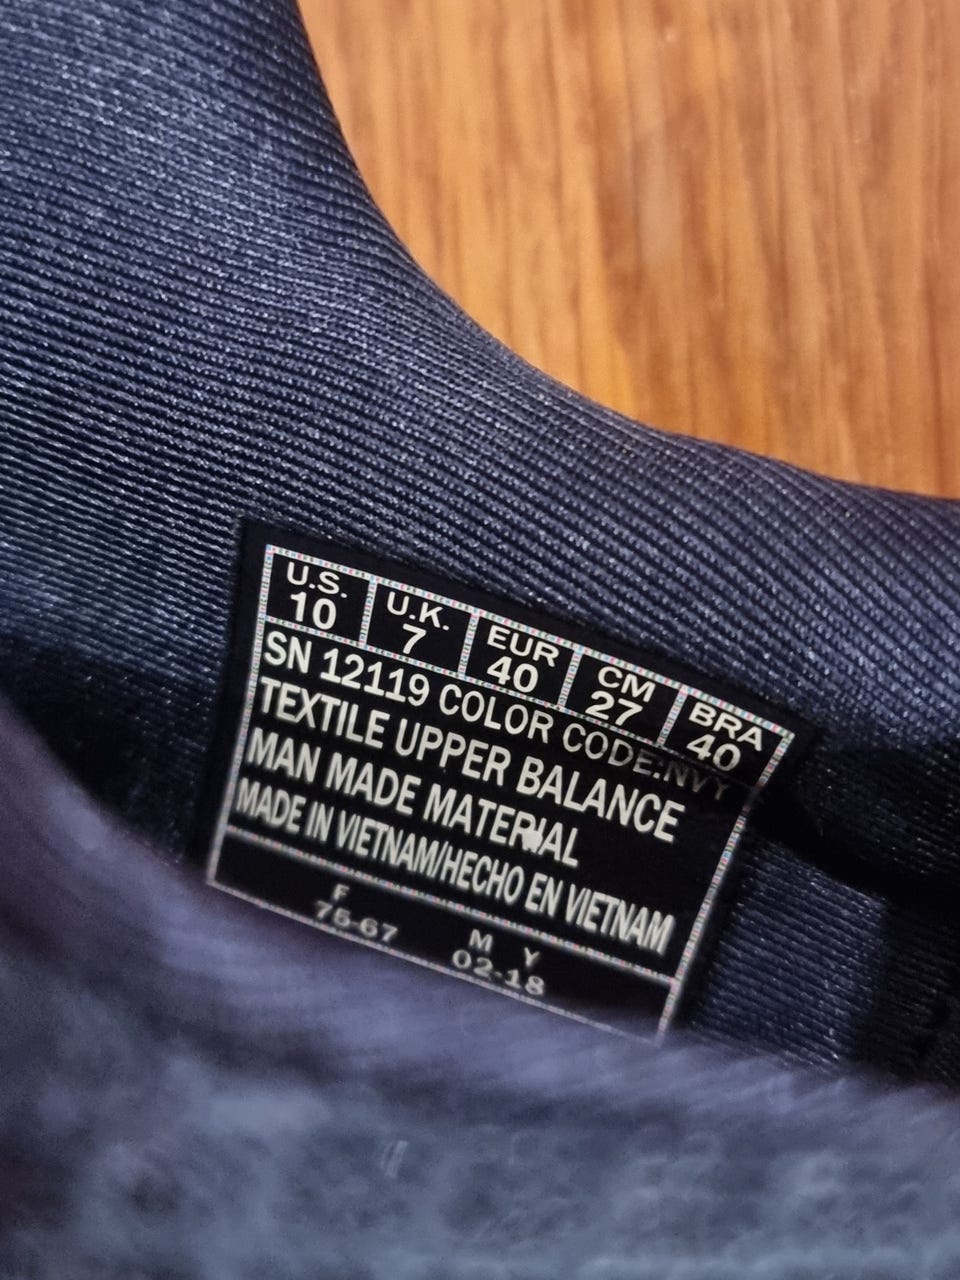 U.S. U.K. EUR CM BRA
10 7 40 27 40
SN 12119 COLOR CODE:NVY
TEXTILE UPPER BALANCE
MAN MADE MATERIAL
MADE IN VIETNAM/HECHO EN VIETNAM
F M Y
75-67 02-18